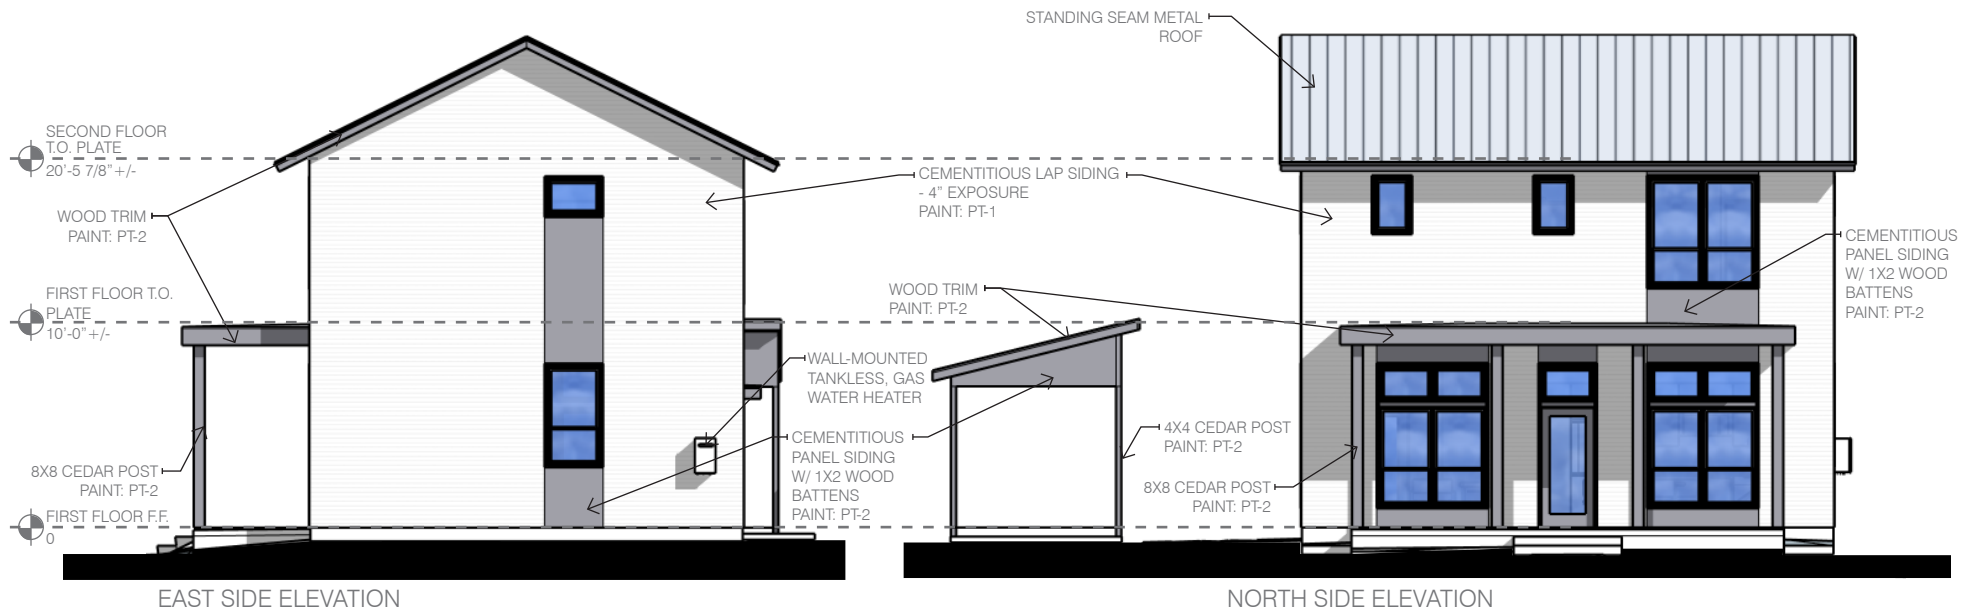 STANDING SEAM METAL
ROOF
SECOND FLOOR
T.O. PLATE
20'-5 7/8" +/-
WOOD TRIM
PAINT: PT-2
FIRST FLOOR T.O.
PLATE
10'-0" +/-
8X8 CEDAR POST
PAINT: PT-2
FIRST FLOOR F.F.
0
CEMENTITIOUS LAP SIDING
- 4" EXPOSURE
PAINT: PT-1
WOOD TRIM
PAINT: PT-2
WALL-MOUNTED
TANKLESS, GAS
WATER HEATER
CEMENTITIOUS
PANEL SIDING
W/ 1X2 WOOD
BATTENS
PAINT: PT-2
4X4 CEDAR POST
PAINT: PT-2
8X8 CEDAR POST
PAINT: PT-2
CEMENTITIOUS
PANEL SIDING
W/ 1X2 WOOD
BATTENS
PAINT: PT-2
EAST SIDE ELEVATION
NORTH SIDE ELEVATION